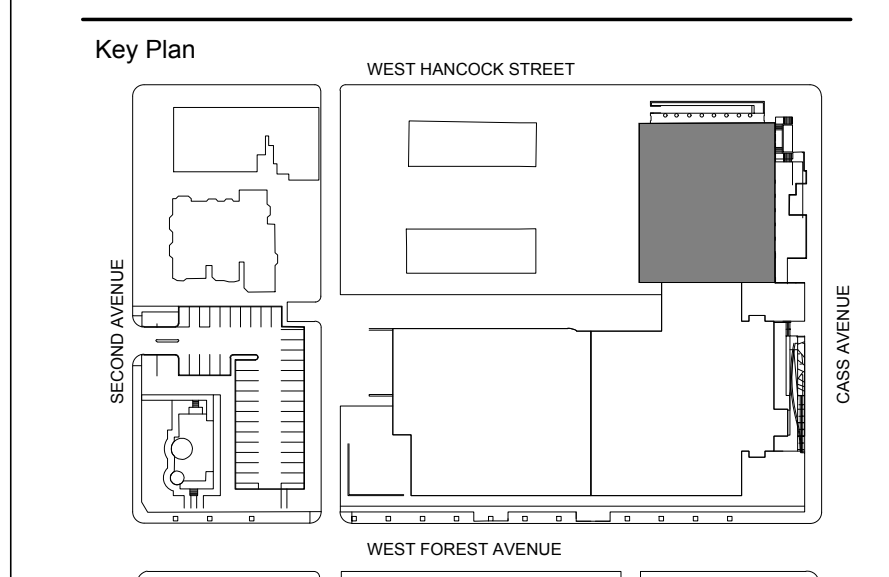 Key Plan
WEST HANCOCK STREET
SECOND AVENUE
CASS AVENUE
WEST FOREST AVENUE